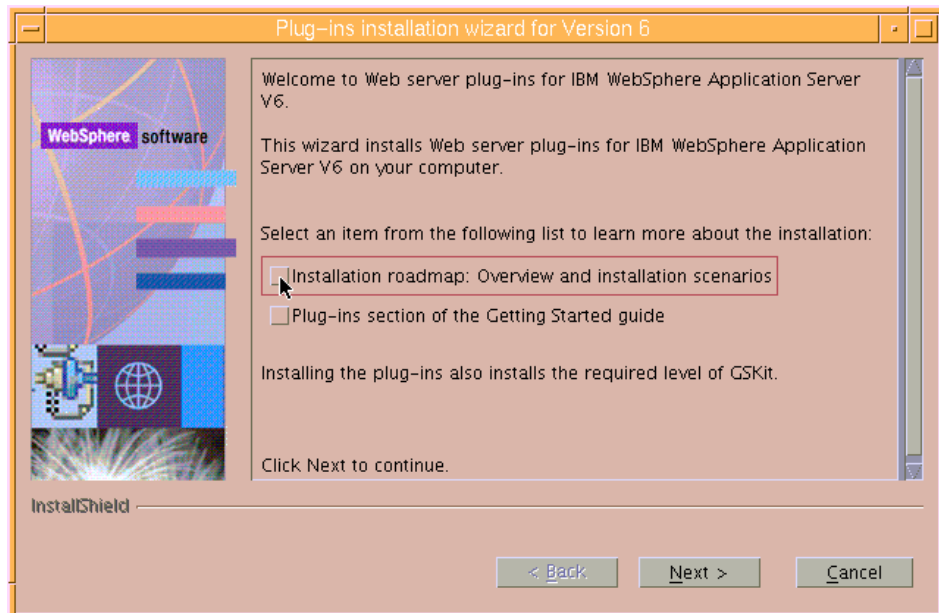 Plug-ins installation wizard for Version 6
WebSphere software
Welcome to Web server plug-ins for IBM WebSphere Application Server
V6.
This wizard installs Web server plug-ins for IBM WebSphere Application
Server V6 on your computer.
Select an item from the following list to learn more about the installation:
Installation roadmap: Overview and installation scenarios
Plug-ins section of the Getting Started guide
Installing the plug-ins also installs the required level of GSKit.
Click Next to continue.
InstallShield
< Back
Next >
Cancel